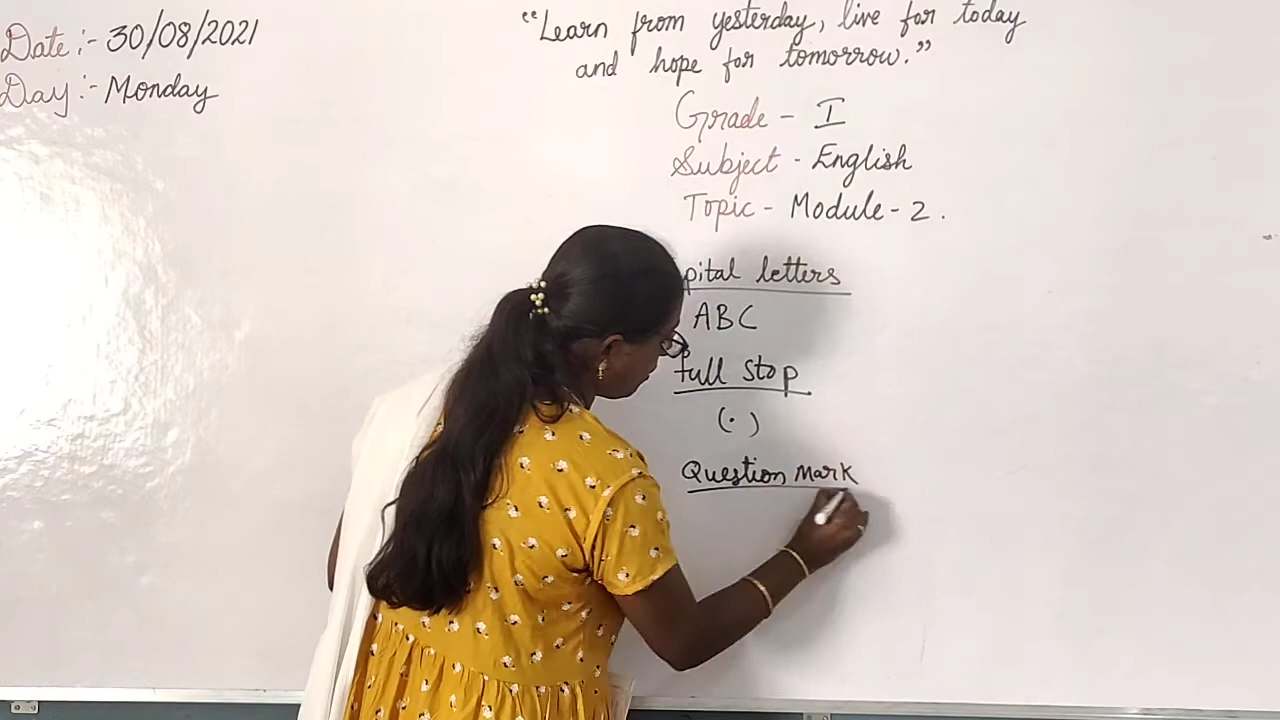 Date :- 30/08/2021
Day :- Monday
"Learn from yesterday, live for today
and hope for tomorrow."
Grade - I
Subject - English
Topic - Module - 2.
pital letters
ABC
full stop
(.)
Question Mark